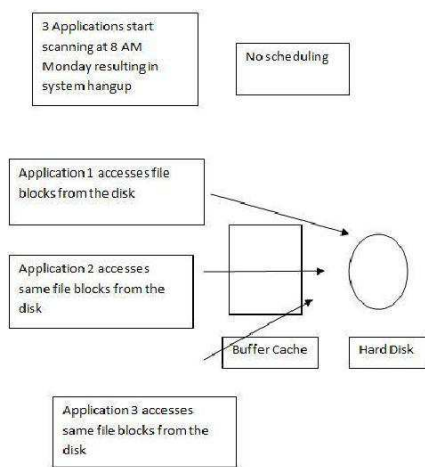 3 Applications start
scanning at 8 AM
Monday resulting in
system hangup
No scheduling
Application 1 accesses file
blocks from the disk
Application 2 accesses
same file blocks from the
disk
Buffer Cache
Hard Disk
Application 3 accesses
same file blocks from the
disk